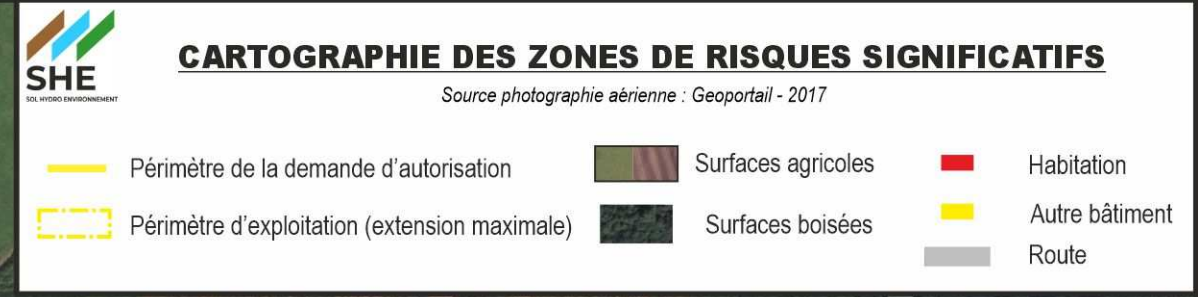 SHE
SOL HYDRO ENVIRONNEMENT
CARTOGRAPHIE DES ZONES DE RISQUES SIGNIFICATIFS
Source photographie aérienne : Geoportail - 2017
Périmètre de la demande d'autorisation
Périmètre d'exploitation (extension maximale)
Surfaces agricoles
Surfaces boisées
Habitation
Autre bâtiment
Route